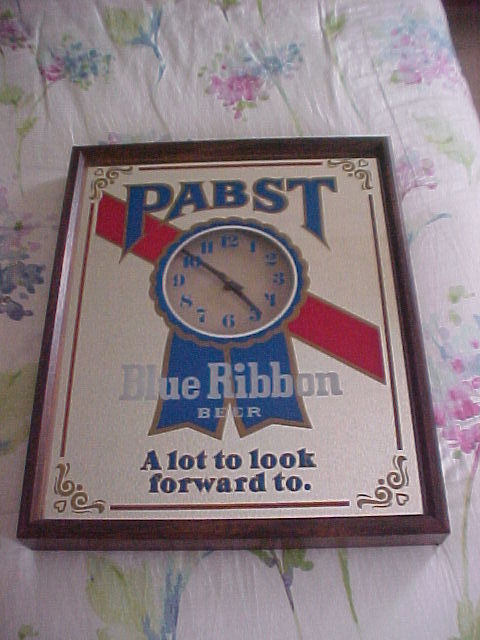 PABST
11 12 1
10 2
9 3
8 4
7 6 5
Blue Ribbon
BEER
A lot to look
forward to.